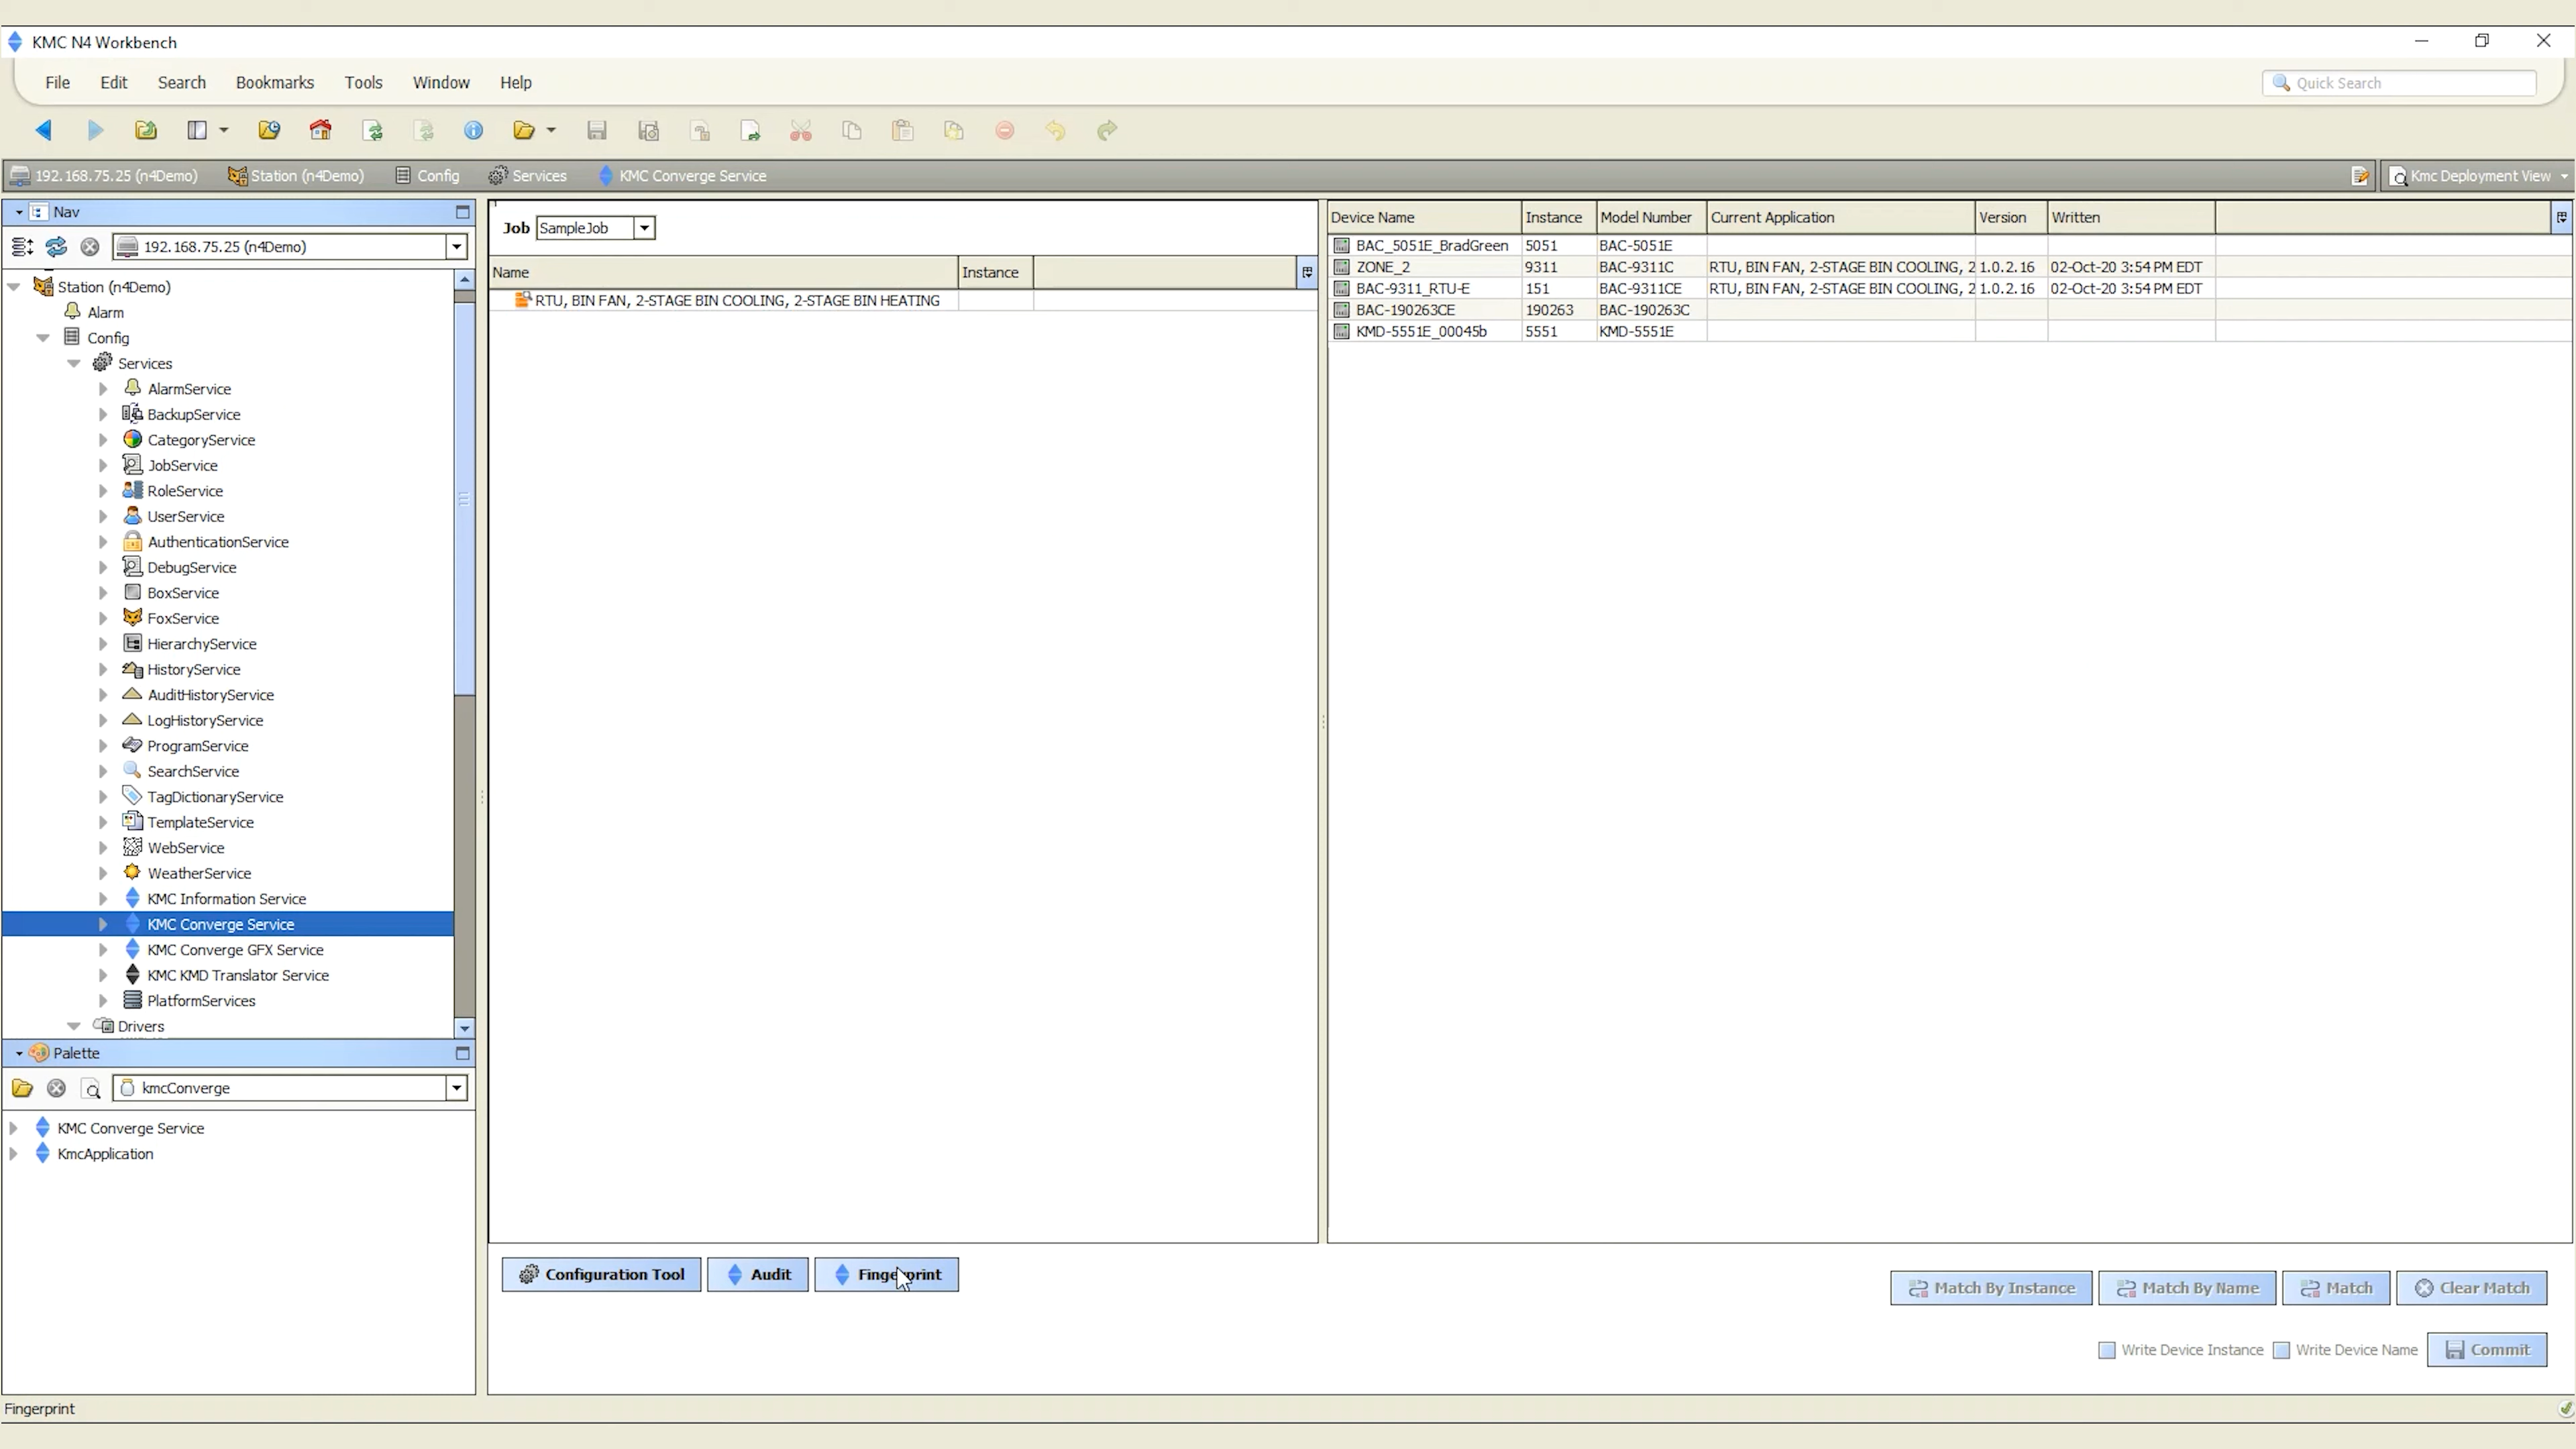 KMC N4 Workbench
File Edit Search Bookmarks Tools Window Help
Quick Search
192.168.75.25 (n4Demo) Station (n4Demo) Config Services KMC Converge Service
Kmc Deployment View
Nav
192.168.75.25 (n4Demo)
Station (n4Demo)
Alarm
Config
Services
AlarmService
BackupService
CategoryService
JobService
RoleService
UserService
AuthenticationService
DebugService
BoxService
FoxService
HierarchyService
HistoryService
AuditHistoryService
LogHistoryService
ProgramService
SearchService
TagDictionaryService
TemplateService
WebService
WeatherService
KMC Information Service
KMC Converge Service
KMC Converge GFX Service
KMC KMD Translator Service
PlatformServices
Drivers
Palette
kmcConverge
KMC Converge Service
KmcApplication
Job SampleJob
Name Instance
RTU, BIN FAN, 2-STAGE BIN COOLING, 2-STAGE BIN HEATING
Device Name Instance Model Number Current Application Version Written
BAC_5051E_BradGreen 5051 BAC-5051E
ZONE_2 9311 BAC-9311C RTU, BIN FAN, 2-STAGE BIN COOLING, 2 1.0.2.16 02-Oct-20 3:54 PM EDT
BAC-9311_RTU-E 151 BAC-9311CE RTU, BIN FAN, 2-STAGE BIN COOLING, 2 1.0.2.16 02-Oct-20 3:54 PM EDT
BAC-190263CE 190263 BAC-190263C
KMD-5551E_00045b 5551 KMD-5551E
Configuration Tool Audit Fingerprint
Match By Instance Match By Name Match Clear Match
Write Device Instance Write Device Name Commit
Fingerprint